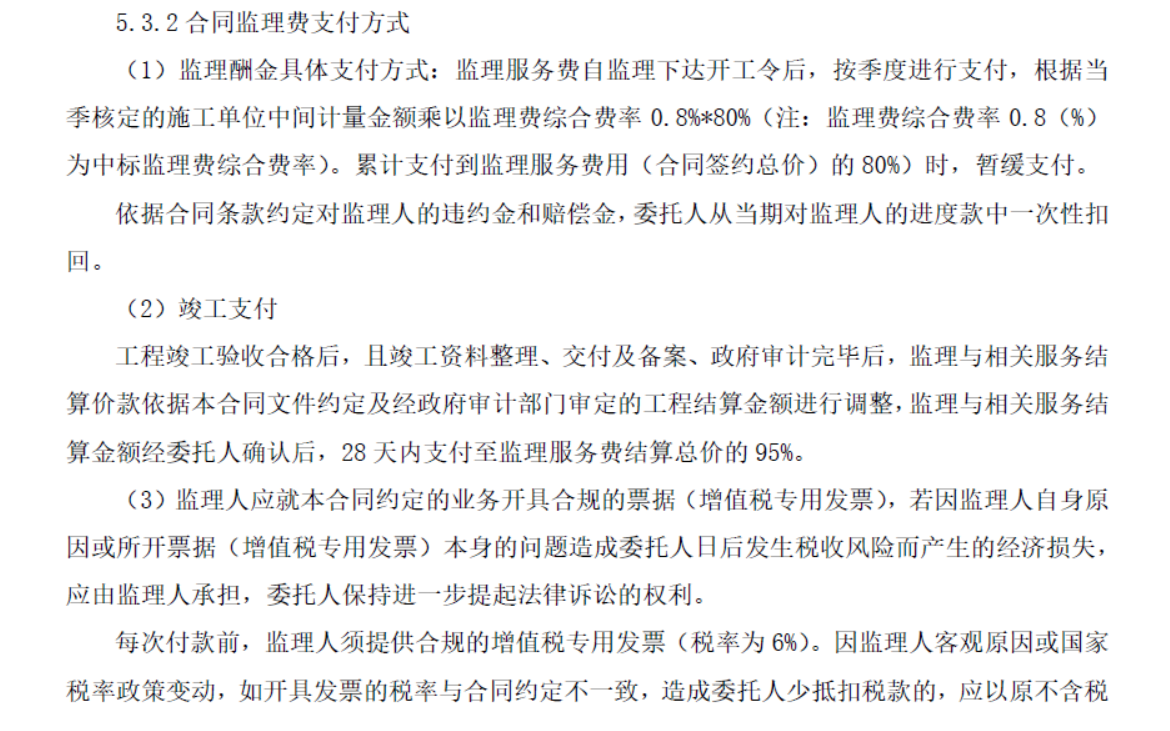 5.3.2 合同监理费支付方式
（1）监理酬金具体支付方式：监理服务费自监理下达开工令后，按季度进行支付，根据当
季核定的施工单位中间计量金额乘以监理费综合费率 0.8%*80%（注：监理费综合费率 0.8（%）
为中标监理费综合费率）。累计支付到监理服务费用（合同签约总价）的 80%）时，暂缓支付。
依据合同条款约定对监理人的违约金和赔偿金，委托人从当期对监理人的进度款中一次性扣
回。
（2）竣工支付
工程竣工验收合格后，且竣工资料整理、交付及备案、政府审计完毕后，监理与相关服务结
算价款依据本合同文件约定及经政府审计部门审定的工程结算金额进行调整，监理与相关服务结
算金额经委托人确认后，28 天内支付至监理服务费结算总价的 95%。
（3）监理人应就本合同约定的业务开具合规的票据（增值税专用发票），若因监理人自身原
因或所开票据（增值税专用发票）本身的问题造成委托人日后发生税收风险而产生的经济损失，
应由监理人承担，委托人保持进一步提起法律诉讼的权利。
每次付款前，监理人须提供合规的增值税专用发票（税率为 6%）。因监理人客观原因或国家
税率政策变动，如开具发票的税率与合同约定不一致，造成委托人少抵扣税款的，应以原不含税